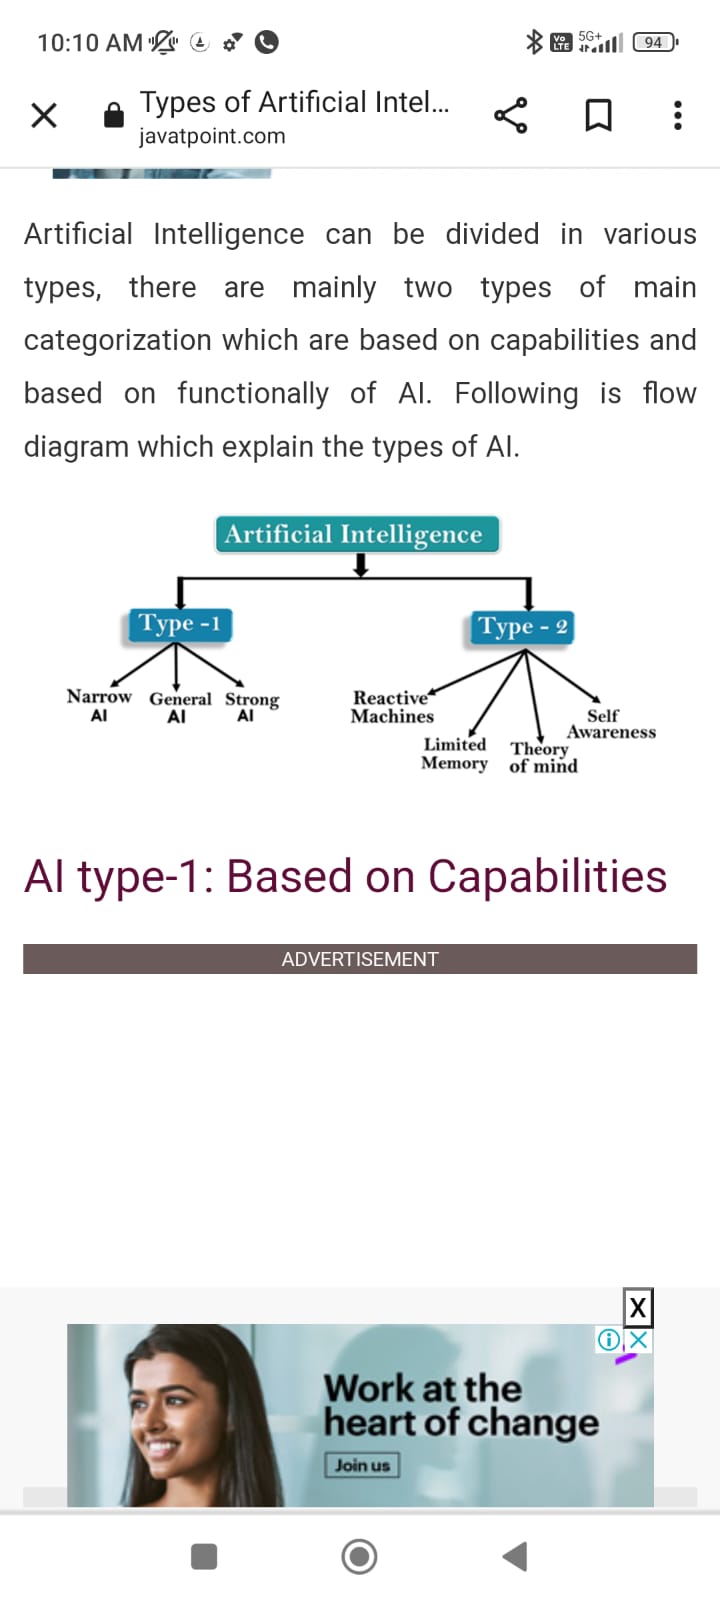 10:10 AM
Vo LTE 5G+ 94
Types of Artificial Intel...
javatpoint.com
Artificial Intelligence can be divided in various
types, there are mainly two types of main
categorization which are based on capabilities and
based on functionally of AI. Following is flow
diagram which explain the types of AI.
Artificial Intelligence
Type -1
Type - 2
Narrow AI
General AI
Strong AI
Reactive Machines
Limited Memory
Theory of mind
Self Awareness
AI type-1: Based on Capabilities
ADVERTISEMENT
X
Work at the
heart of change
Join us